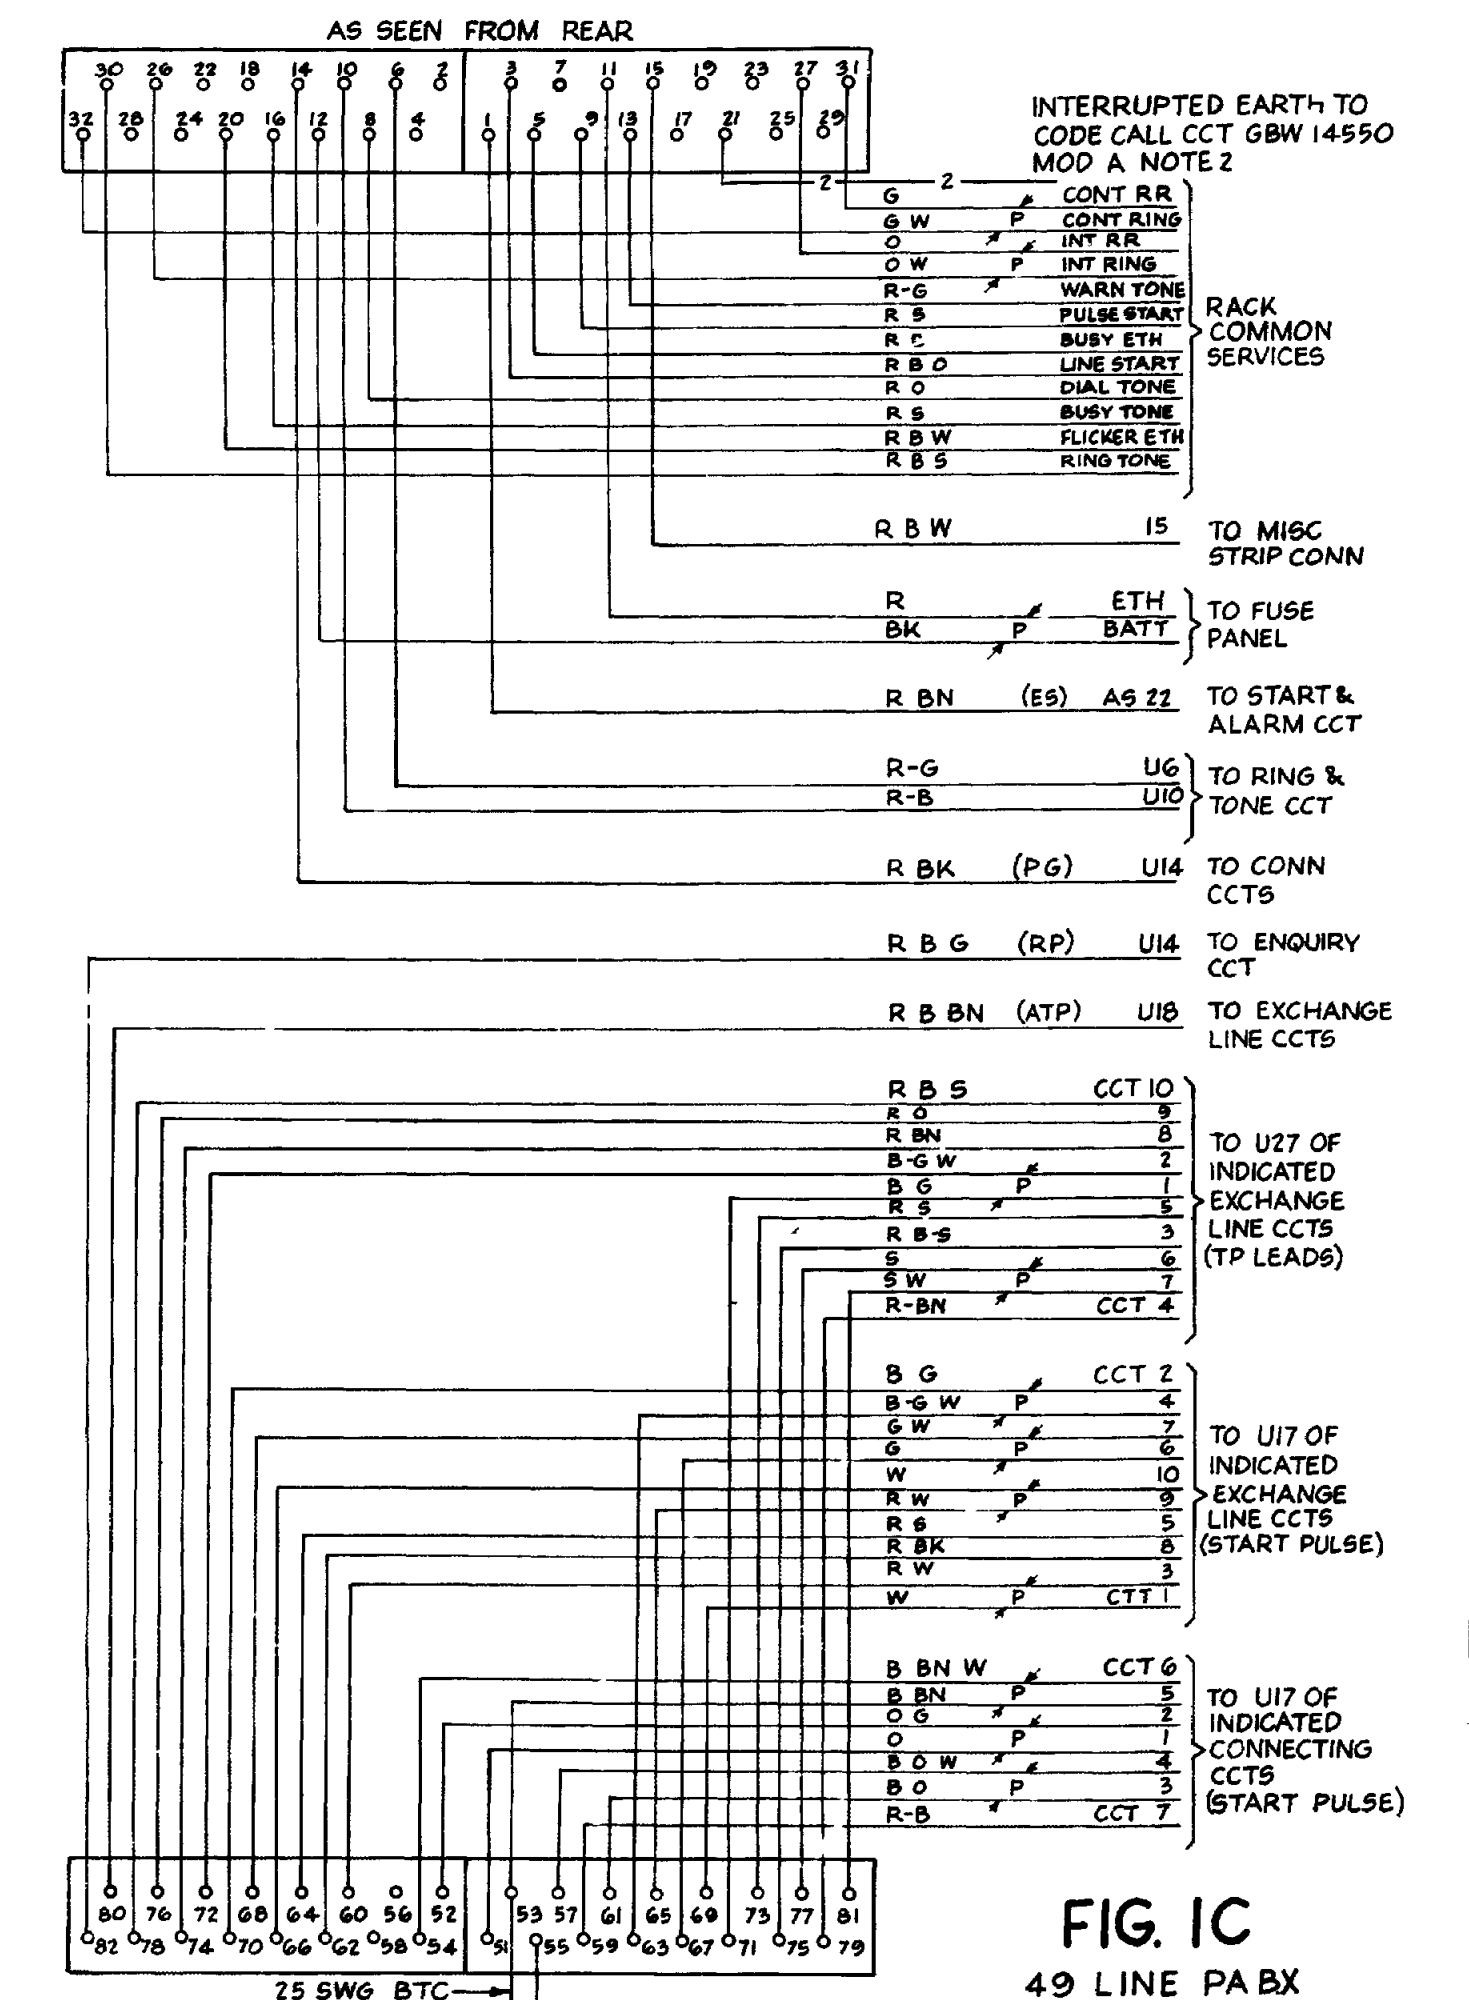 AS SEEN FROM REAR
30 26 22 18 14 10 6 2 3 7 11 15 19 23 27 31
32 28 24 20 16 12 8 4 1 5 9 13 17 21 25 29
INTERRUPTED EARTH TO
CODE CALL CCT GBW 14550
MOD A NOTE 2
2 2
G CONT RR
G W P CONT RING
O INT RR
O W P INT RING
R-G WARN TONE
R S PULSE START
R BUSY ETH
R B O LINE START
R O DIAL TONE
R S BUSY TONE
R B W FLICKER ETH
R B S RING TONE
RACK
COMMON
SERVICES
R B W 15 TO MISC
STRIP CONN
R ETH
BK P BATT
TO FUSE
PANEL
R BN (ES) AS 22 TO START &
ALARM CCT
R-G U6
R-B U10
TO RING &
TONE CCT
R BK (PG) U14 TO CONN
CCTS
R B G (RP) U14 TO ENQUIRY
CCT
R B BN (ATP) U18 TO EXCHANGE
LINE CCTS
R B S CCT 10
R O 9
R BN 8
B-G W 2
B G P 1
R S 5
R B-S 3
S 6
S W P 7
R-BN CCT 4
TO U27 OF
INDICATED
EXCHANGE
LINE CCTS
(TP LEADS)
B G CCT 2
B-G W P 4
G W 7
G P 6
W 10
R W P 9
R S 5
R BK 8
R W 3
W P CTT 1
TO U17 OF
INDICATED
EXCHANGE
LINE CCTS
(START PULSE)
B BN W CCT 6
B BN P 5
O G 2
O P 1
B O W 4
B O P 3
R-B CCT 7
TO U17 OF
INDICATED
CONNECTING
CCTS
(START PULSE)
80 76 72 68 64 60 56 52 53 57 61 65 69 73 77 81
82 78 74 70 66 62 58 54 51 55 59 63 67 71 75 79
25 SWG BTC
FIG. 1C
49 LINE PABX